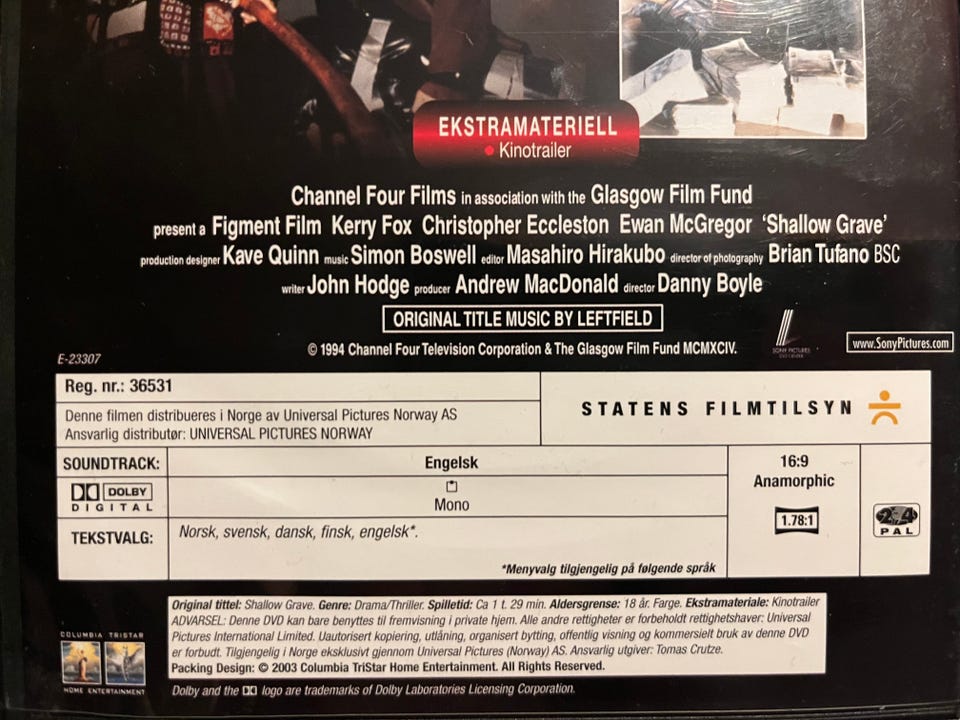 EKSTRAMATERIELL
• Kinotrailer
Channel Four Films in association with the Glasgow Film Fund
present a Figment Film Kerry Fox Christopher Eccleston Ewan McGregor ‘Shallow Grave’
production designer Kave Quinn music Simon Boswell editor Masahiro Hirakubo director of photography Brian Tufano BSC
writer John Hodge producer Andrew MacDonald director Danny Boyle
ORIGINAL TITLE MUSIC BY LEFTFIELD
© 1994 Channel Four Television Corporation & The Glasgow Film Fund MCMXCIV.
SONY PICTURES
DVD CENTER
www.SonyPictures.com
E-23307
Reg. nr.: 36531
Denne filmen distribueres i Norge av Universal Pictures Norway AS
Ansvarlig distributør: UNIVERSAL PICTURES NORWAY
STATENS FILMTILSYN
SOUNDTRACK:
Engelsk
DOLBY
DIGITAL
Mono
16:9
Anamorphic
1.78:1
2 4
PAL
TEKSTVALG:
Norsk, svensk, dansk, finsk, engelsk*.
*Menyvalg tilgjengelig på følgende språk
Original tittel: Shallow Grave. Genre: Drama/Thriller. Spilletid: Ca 1 t. 29 min. Aldersgrense: 18 år. Farge. Ekstramateriale: Kinotrailer
ADVARSEL: Denne DVD kan bare benyttes til fremvisning i private hjem. Alle andre rettigheter er forbeholdt rettighetshaver: Universal
Pictures International Limited. Uautorisert kopiering, utlåning, organisert bytting, offentlig visning og kommersielt bruk av denne DVD
er forbudt. Tilgjengelig i Norge eksklusivt gjennom Universal Pictures (Norway) AS. Ansvarlig utgiver: Tomas Crutze.
Packing Design: © 2003 Columbia TriStar Home Entertainment. All Rights Reserved.
COLUMBIA TRISTAR
HOME ENTERTAINMENT
Dolby and the DD logo are trademarks of Dolby Laboratories Licensing Corporation.